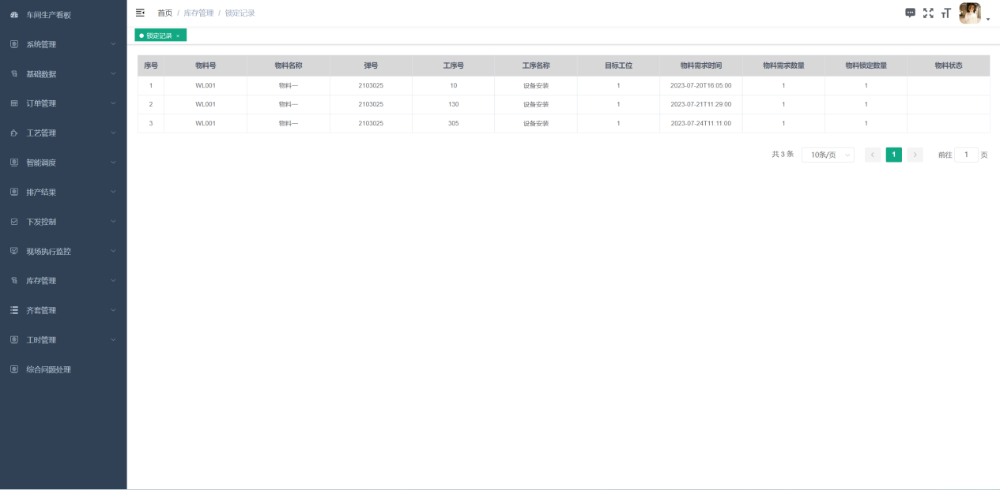 车间生产看板
系统管理
基础数据
订单管理
工艺管理
智能调度
排产结果
下发控制
现场执行监控
库存管理
齐套管理
工时管理
综合问题处理
首页 / 库存管理 / 锁定记录
锁定记录 ×
序号 物料号 物料名称 弹号 工序号 工序名称 目标工位 物料需求时间 物料需求数量 物料锁定数量 物料状态
1 WL001 物料一 2103025 10 设备安装 1 2023-07-20T16:05:00 1 1
2 WL001 物料一 2103025 130 设备安装 1 2023-07-21T11:29:00 1 1
3 WL001 物料一 2103025 305 设备安装 1 2023-07-24T11:11:00 1 1
共 3 条 10条/页 < 1 > 前往 1 页